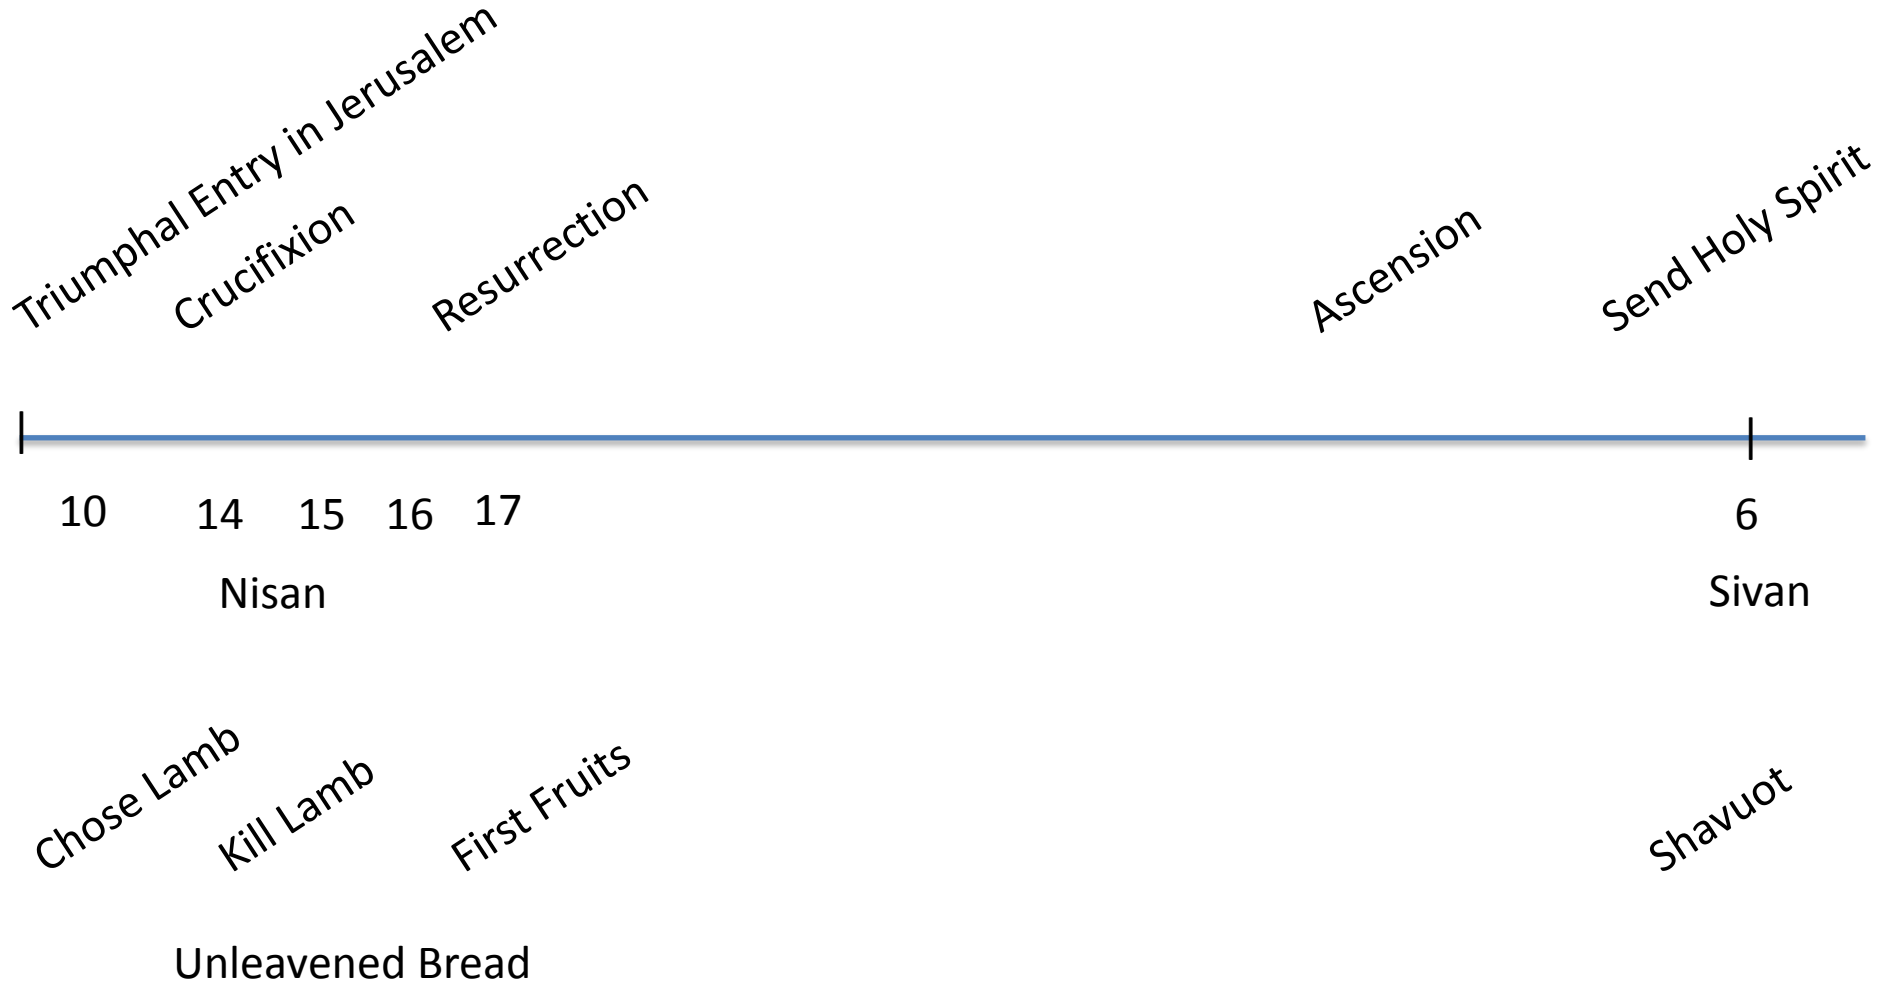 Triumphal Entry in Jerusalem
Crucifixion
Resurrection
Ascension
Send Holy Spirit
10 14 15 16 17 6
Nisan Sivan
Chose Lamb
Kill Lamb
First Fruits
Shavuot
Unleavened Bread